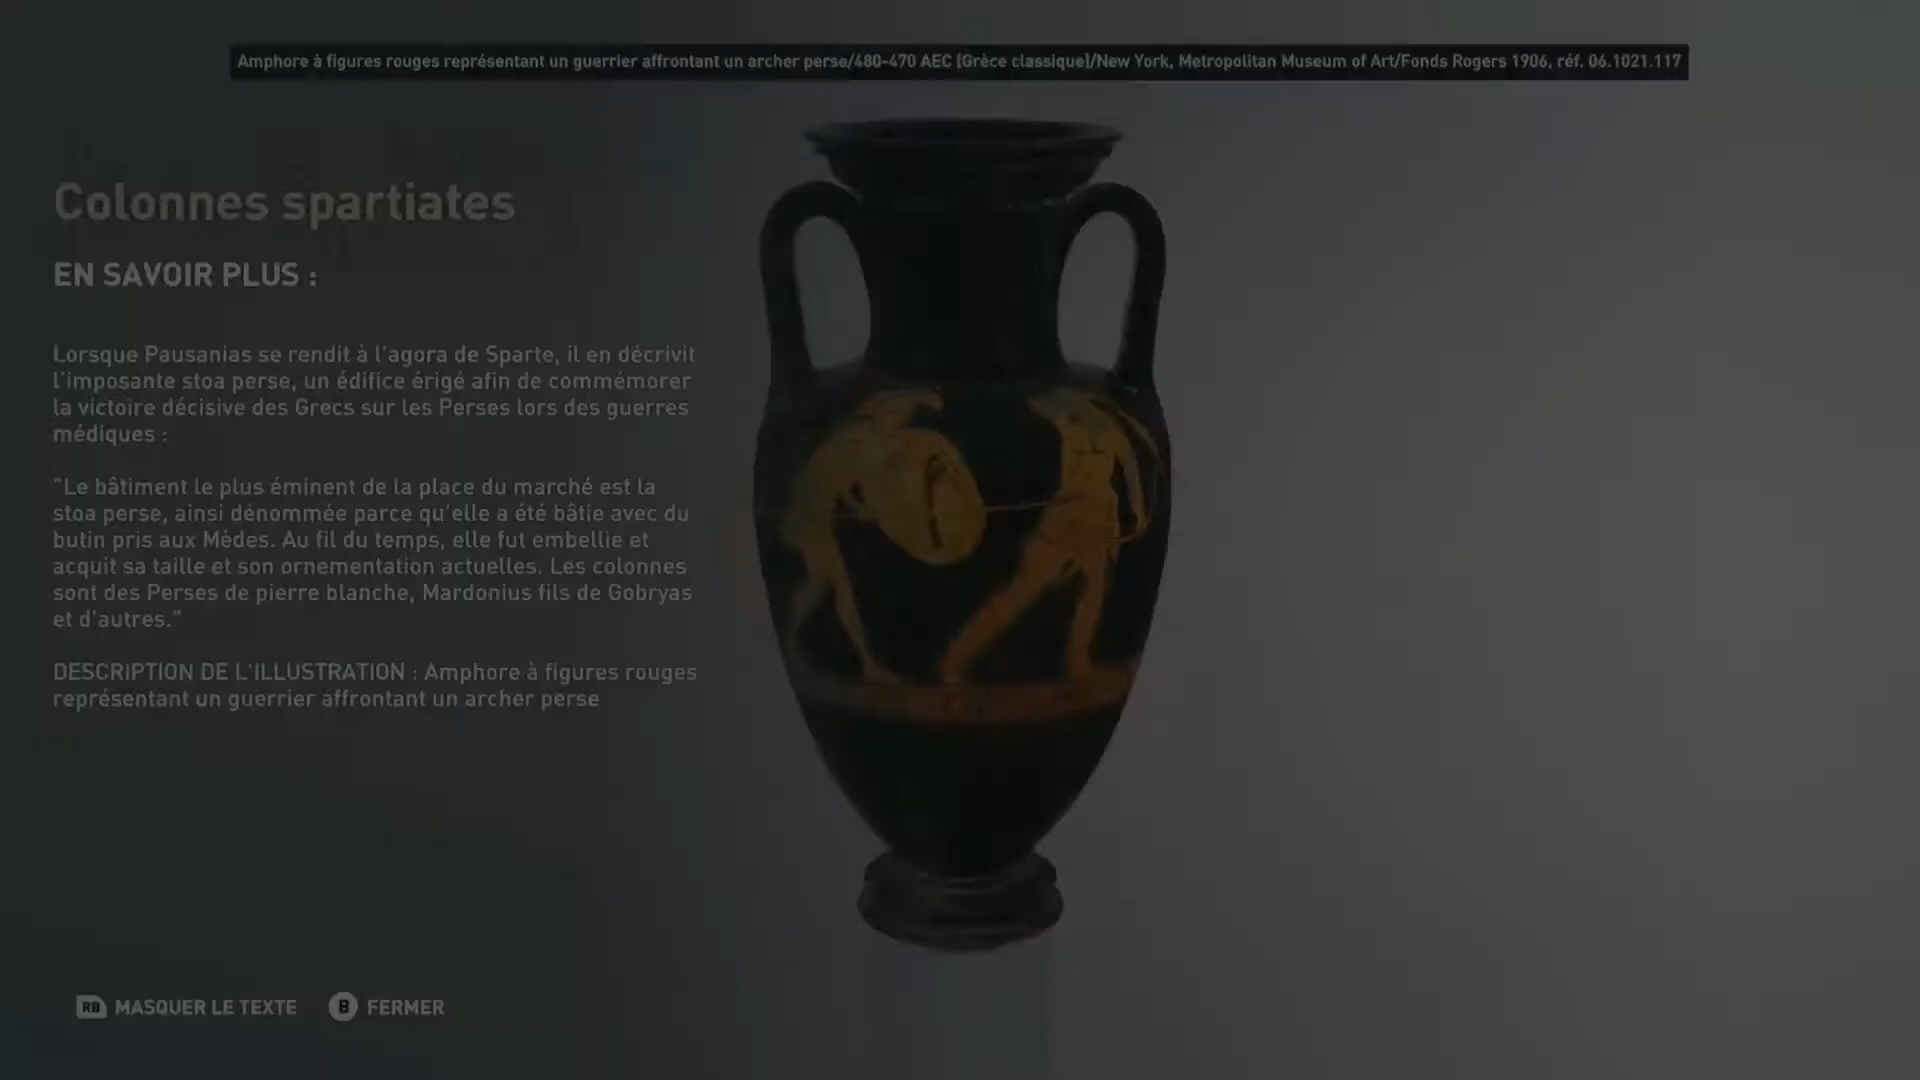 Amphore à figures rouges représentant un guerrier affrontant un archer perse/480-470 AEC (Grèce classique)/New York, Metropolitan Museum of Art/Fonds Rogers 1906, réf. 06.1021.117
Colonnes spartiates
EN SAVOIR PLUS :
Lorsque Pausanias se rendit à l'agora de Sparte, il en décrivit
l'imposante stoa perse, un édifice érigé afin de commémorer
la victoire décisive des Grecs sur les Perses lors des guerres
médiques :
"Le bâtiment le plus éminent de la place du marché est la
stoa perse, ainsi dénommée parce qu'elle a été bâtie avec du
butin pris aux Mèdes. Au fil du temps, elle fut embellie et
acquit sa taille et son ornementation actuelles. Les colonnes
sont des Perses de pierre blanche, Mardonius fils de Gobryas
et d'autres."
DESCRIPTION DE L'ILLUSTRATION : Amphore à figures rouges
représentant un guerrier affrontant un archer perse
RB MASQUER LE TEXTE B FERMER